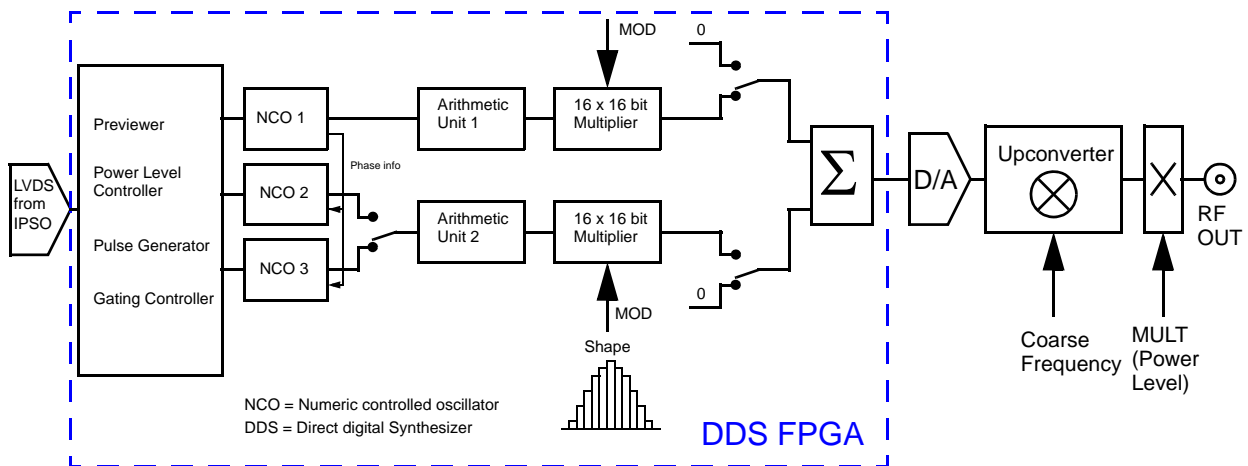 MOD
0
Previewer
NCO 1
Arithmetic
Unit 1
16 x 16 bit
Multiplier
Phase info
LVDS
from
IPSO
Power Level
Controller
NCO 2
Σ
D/A
Upconverter
RF
OUT
Pulse Generator
NCO 3
Arithmetic
Unit 2
16 x 16 bit
Multiplier
Gating Controller
0
MOD
Shape
Coarse
Frequency
MULT
(Power
Level)
NCO = Numeric controlled oscillator
DDS = Direct digital Synthesizer
DDS FPGA